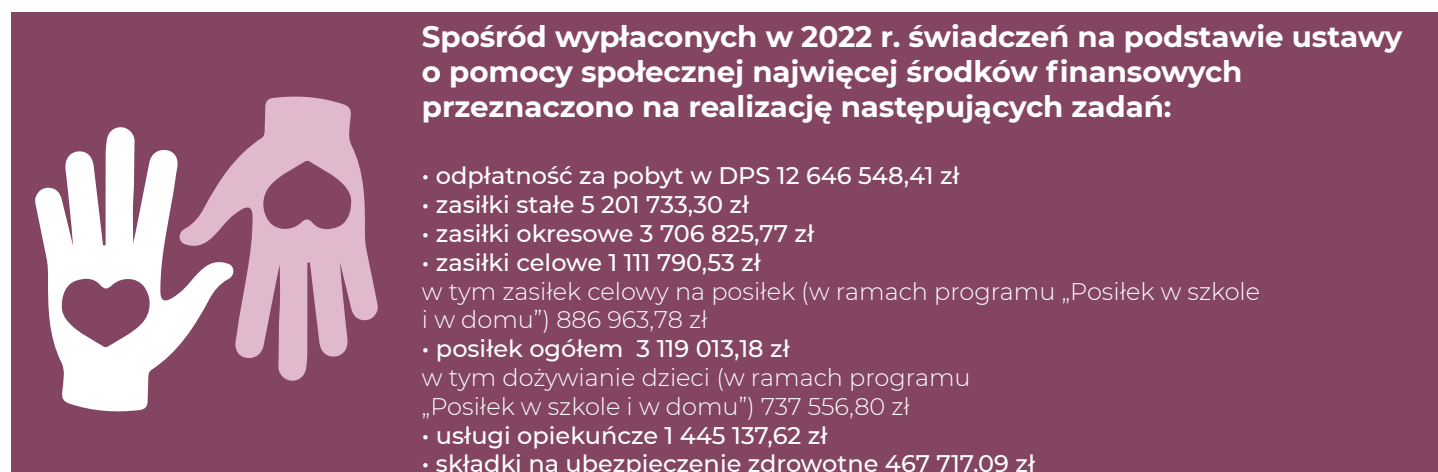 Spośród wypłaconych w 2022 r. świadczeń na podstawie ustawy
o pomocy społecznej najwięcej środków finansowych
przeznaczono na realizację następujących zadań:
• odpłatność za pobyt w DPS 12 646 548,41 zł
• zasiłki stałe 5 201 733,30 zł
• zasiłki okresowe 3 706 825,77 zł
• zasiłki celowe 1 111 790,53 zł
w tym zasiłek celowy na posiłek (w ramach programu „Posiłek w szkole
i w domu”) 886 963,78 zł
• posiłek ogółem 3 119 013,18 zł
w tym dożywianie dzieci (w ramach programu
„Posiłek w szkole i w domu”) 737 556,80 zł
• usługi opiekuńcze 1 445 137,62 zł
• składki na ubezpieczenie zdrowotne 467 717,09 zł